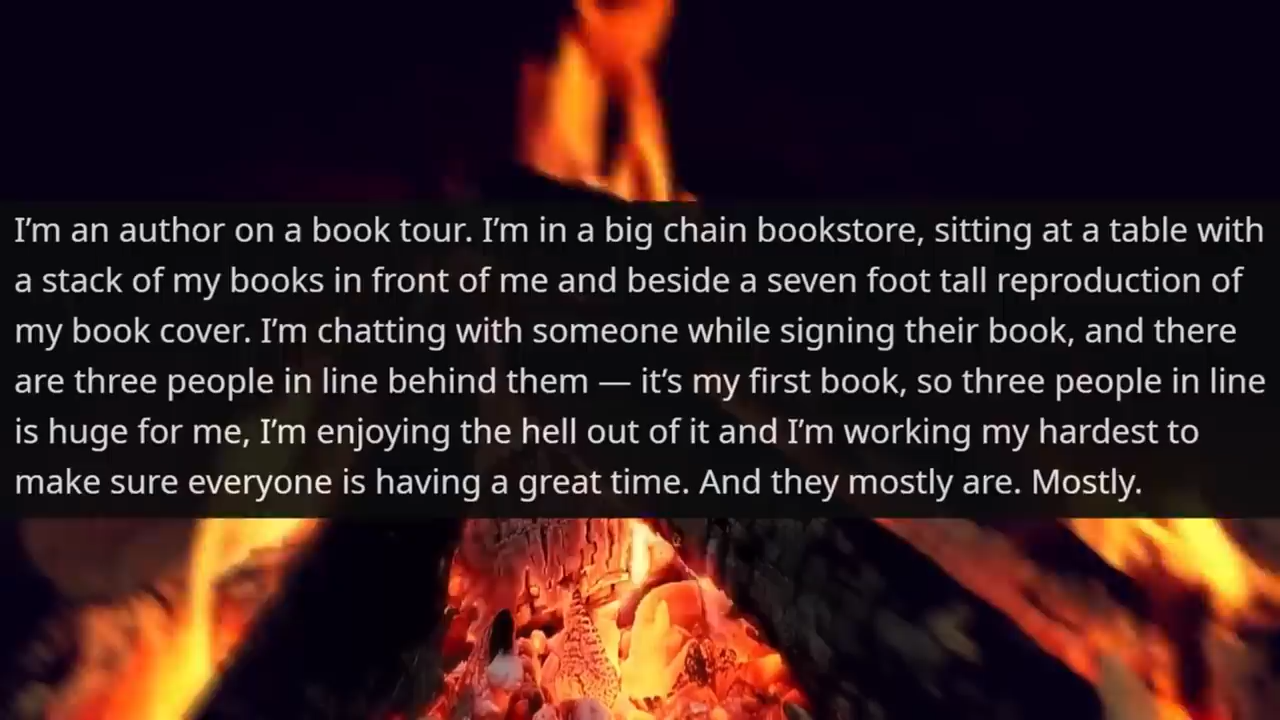 I’m an author on a book tour. I’m in a big chain bookstore, sitting at a table with
a stack of my books in front of me and beside a seven foot tall reproduction of
my book cover. I’m chatting with someone while signing their book, and there
are three people in line behind them — it’s my first book, so three people in line
is huge for me, I’m enjoying the hell out of it and I’m working my hardest to
make sure everyone is having a great time. And they mostly are. Mostly.